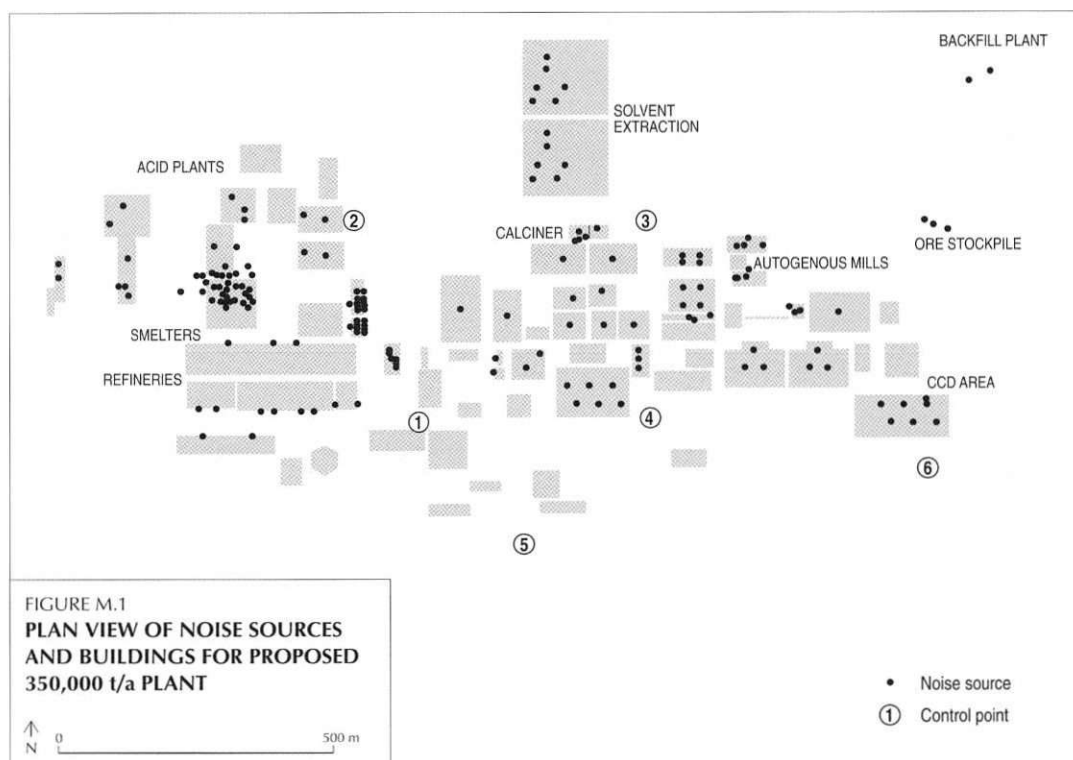 BACKFILL PLANT
SOLVENT
EXTRACTION
ACID PLANTS
②
③
CALCINER
ORE STOCKPILE
AUTOGENOUS MILLS
SMELTERS
REFINERIES
CCD AREA
①
④
⑥
⑤
FIGURE M.1
PLAN VIEW OF NOISE SOURCES
AND BUILDINGS FOR PROPOSED
350,000 t/a PLANT
N
0 500 m
Noise source
① Control point